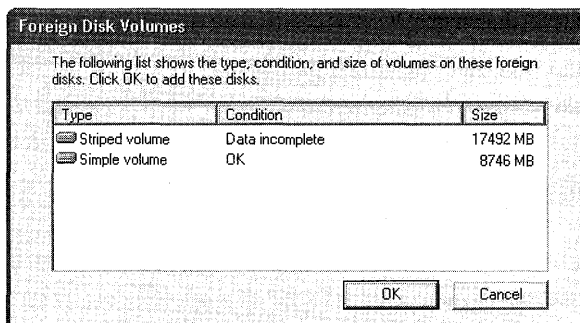 Foreign Disk Volumes
The following list shows the type, condition, and size of volumes on these foreign
disks. Click OK to add these disks.
Type Condition Size
Striped volume Data incomplete 17492 MB
Simple volume OK 8746 MB
OK Cancel